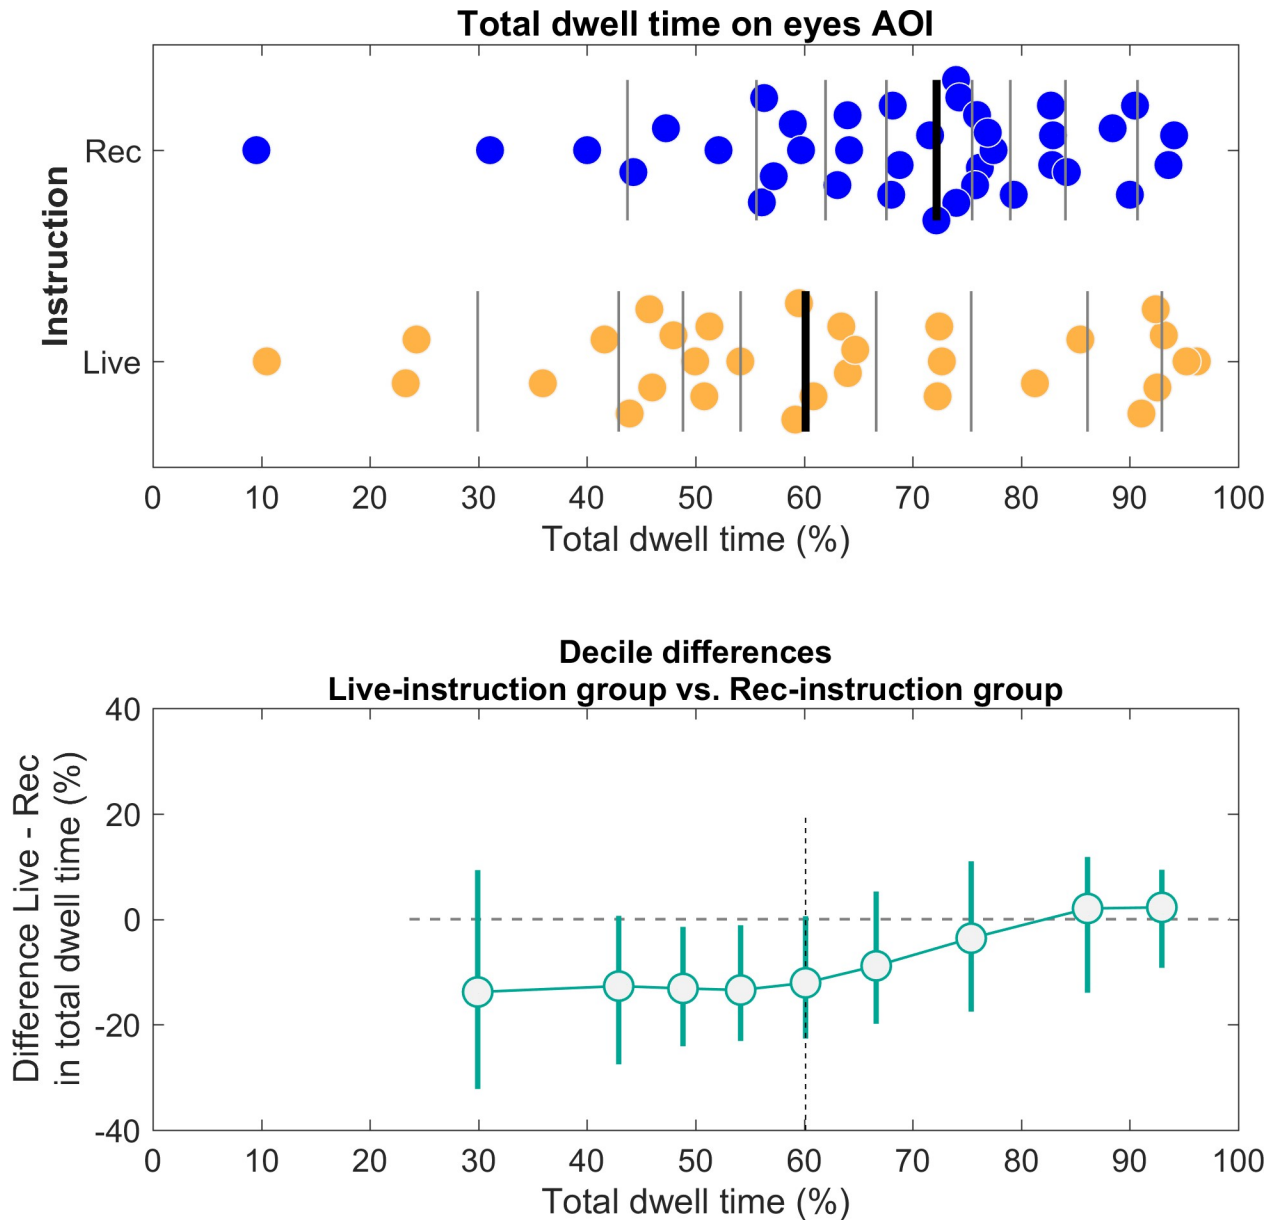 Total dwell time on eyes AOI
Instruction
Rec
Live
0 10 20 30 40 50 60 70 80 90 100
Total dwell time (%)
Decile differences
Live-instruction group vs. Rec-instruction group
Difference Live - Rec
in total dwell time (%)
40
20
0
-20
-40
0 10 20 30 40 50 60 70 80 90 100
Total dwell time (%)